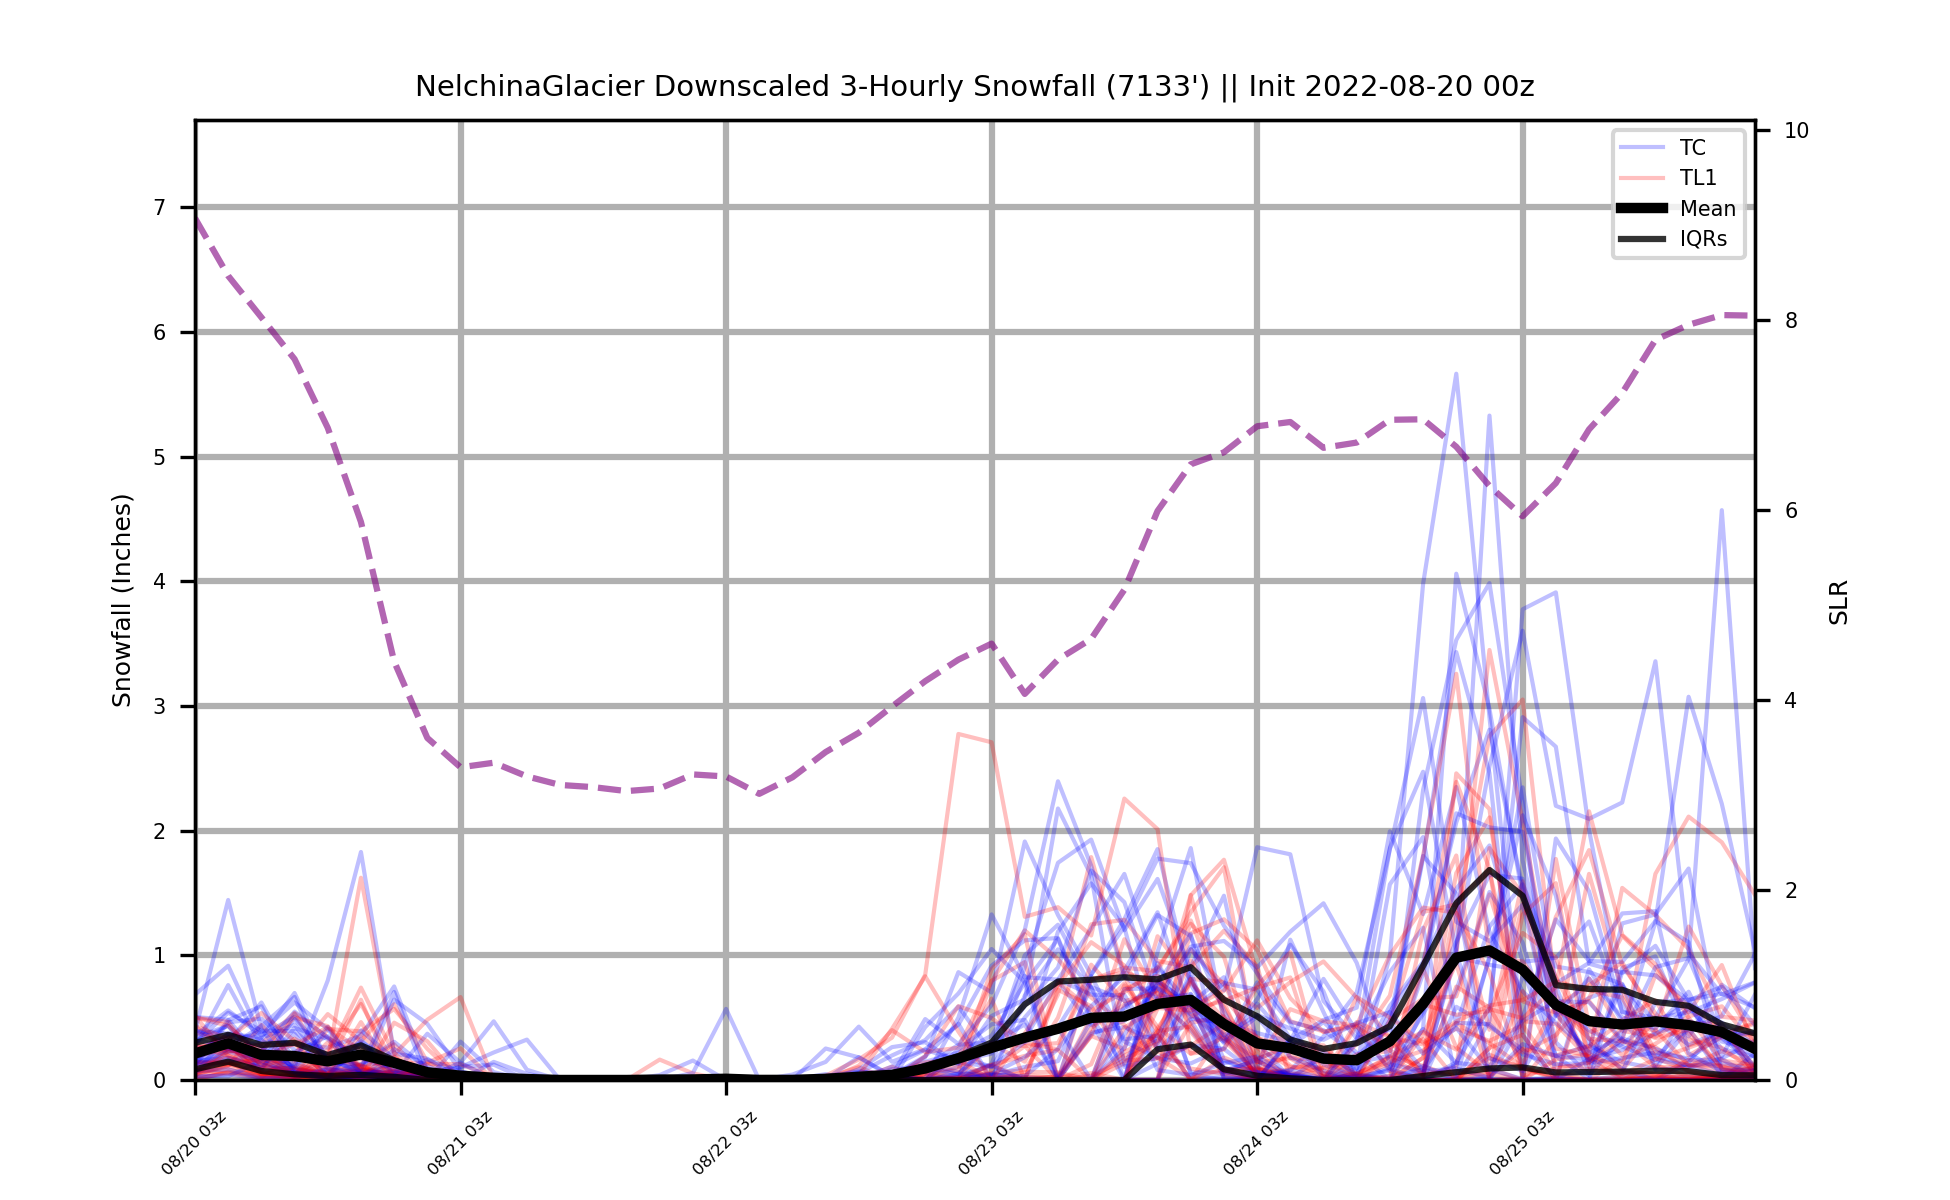 NelchinaGlacier Downscaled 3-Hourly Snowfall (7133') || Init 2022-08-20 00z
TC
TL1
Mean
IQRs
Snowfall (Inches)
7
6
5
4
3
2
1
0
10
8
6
4
2
0
SLR
08/20 03z
08/21 03z
08/22 03z
08/23 03z
08/24 03z
08/25 03z